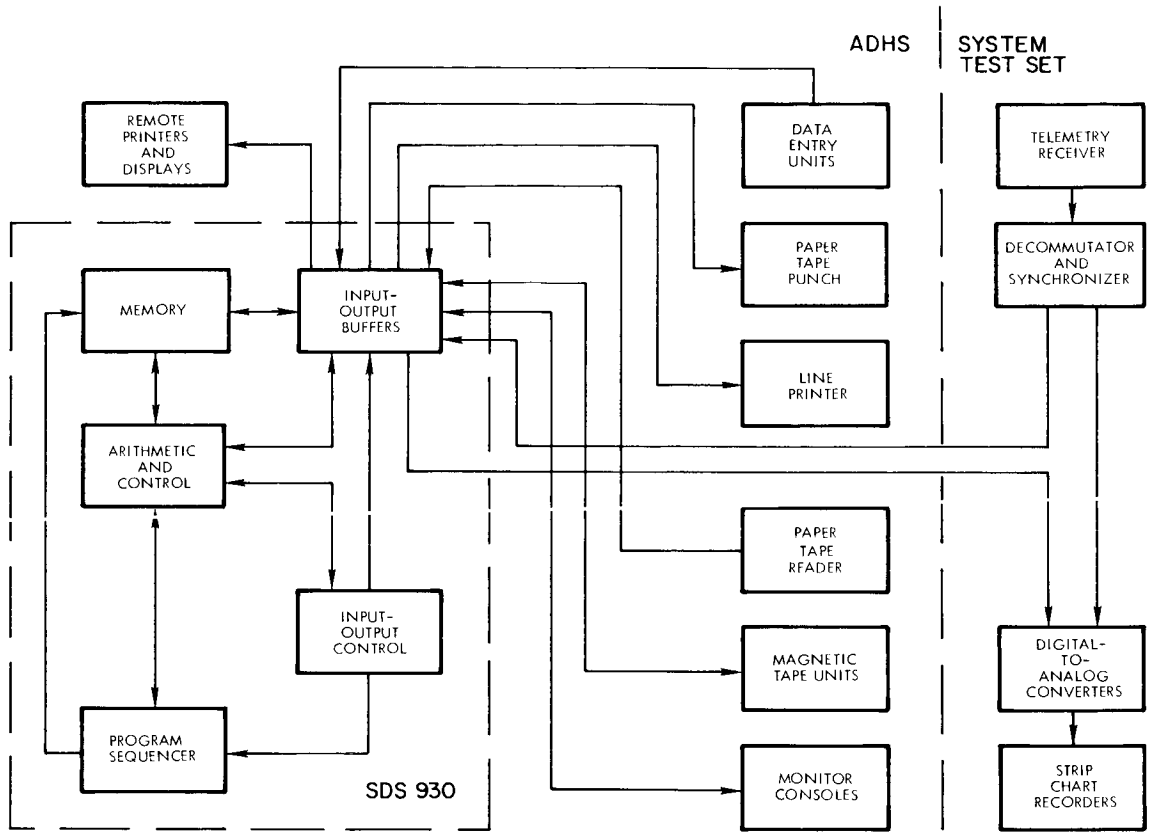 ADHS
SYSTEM
TEST SET
REMOTE
PRINTERS
AND
DISPLAYS
DATA
ENTRY
UNITS
TELEMETRY
RECEIVER
PAPER
TAPE
PUNCH
DECOMMUTATOR
AND
SYNCHRONIZER
MEMORY
INPUT-
OUTPUT
BUFFERS
LINE
PRINTER
ARITHMETIC
AND
CONTROL
PAPER
TAPE
READER
INPUT-
OUTPUT
CONTROL
MAGNETIC
TAPE UNITS
DIGITAL-
TO-
ANALOG
CONVERTERS
PROGRAM
SEQUENCER
SDS 930
MONITOR
CONSOLES
STRIP
CHART
RECORDERS